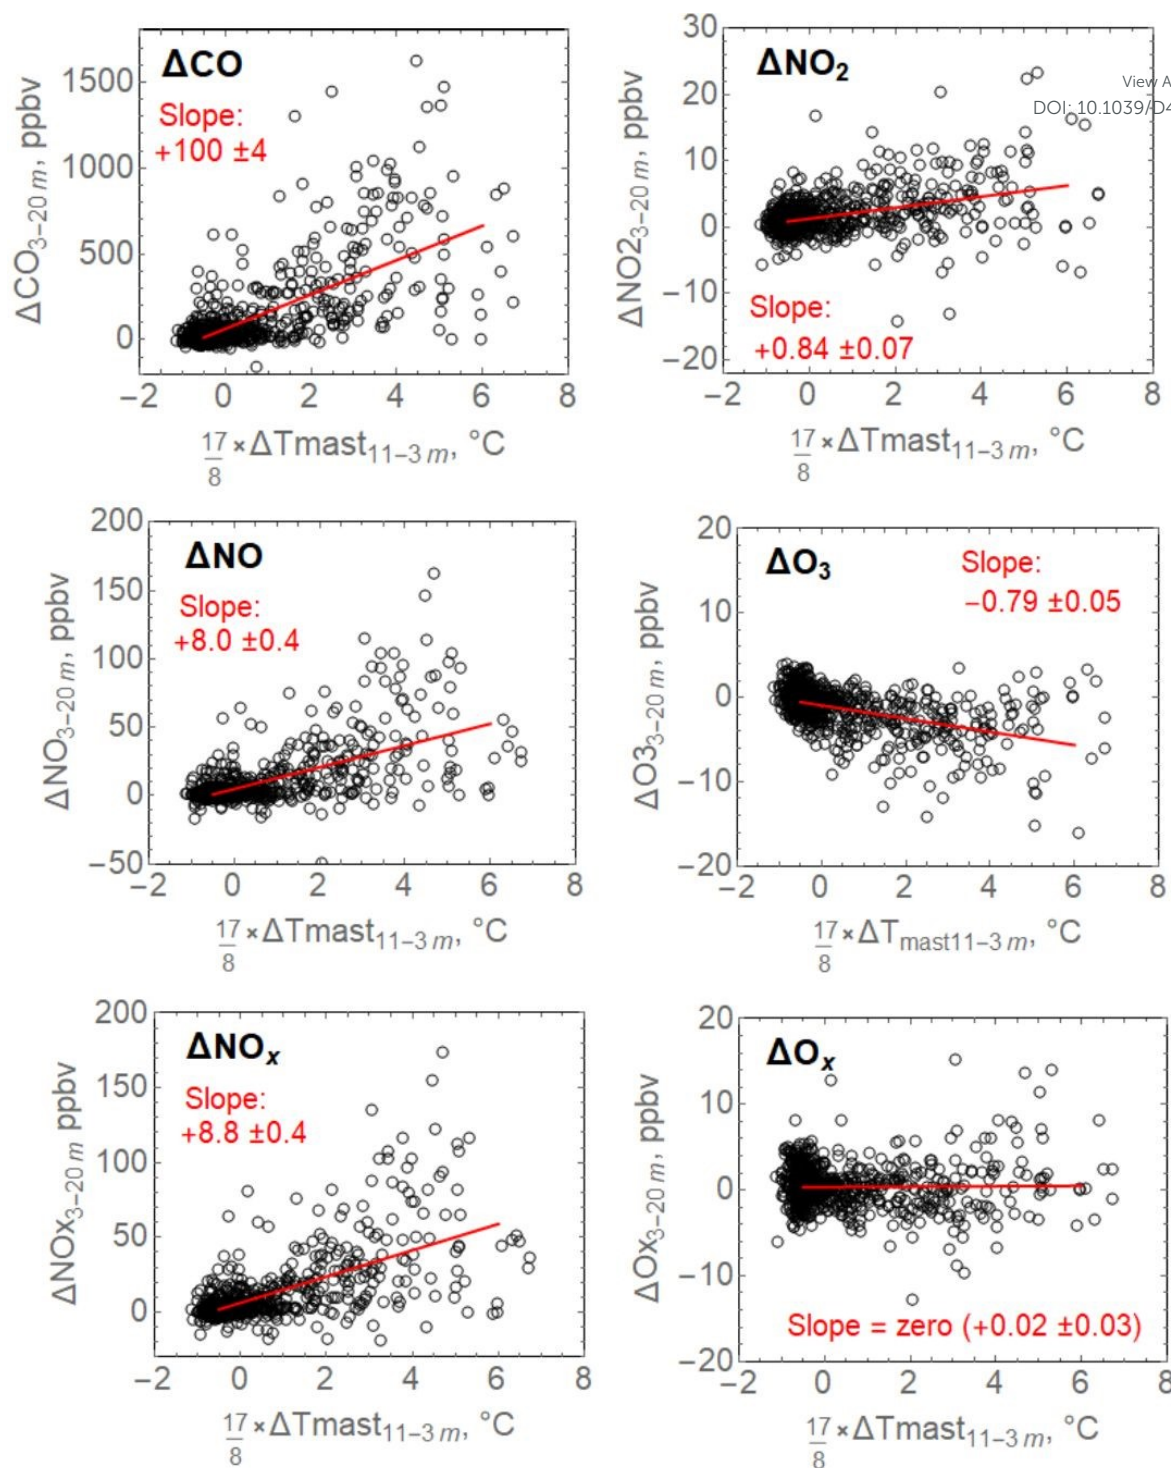 ΔCO
Slope:
+100 ±4
1500
1000
500
0
ΔCO3–20 m, ppbv
−2 0 2 4 6 8
17/8 × ΔTmast11–3 m, °C
ΔNO2
View A
DOI: 10.1039/D4
30
20
10
0
−10
−20
ΔNO23–20 m, ppbv
Slope:
+0.84 ±0.07
−2 0 2 4 6 8
17/8 × ΔTmast11–3 m, °C
ΔNO
Slope:
+8.0 ±0.4
200
150
100
50
0
−50
ΔNO3–20 m, ppbv
−2 0 2 4 6 8
17/8 × ΔTmast11–3 m, °C
ΔO3
Slope:
−0.79 ±0.05
20
10
0
−10
−20
ΔO33–20 m, ppbv
−2 0 2 4 6 8
17/8 × ΔTmast11–3 m, °C
ΔNOx
Slope:
+8.8 ±0.4
200
150
100
50
0
ΔNOx3–20 m ppbv
−2 0 2 4 6 8
17/8 × ΔTmast11–3 m, °C
ΔOx
20
10
0
−10
−20
ΔOx3–20 m, ppbv
Slope = zero (+0.02 ±0.03)
−2 0 2 4 6 8
17/8 × ΔTmast11–3 m, °C